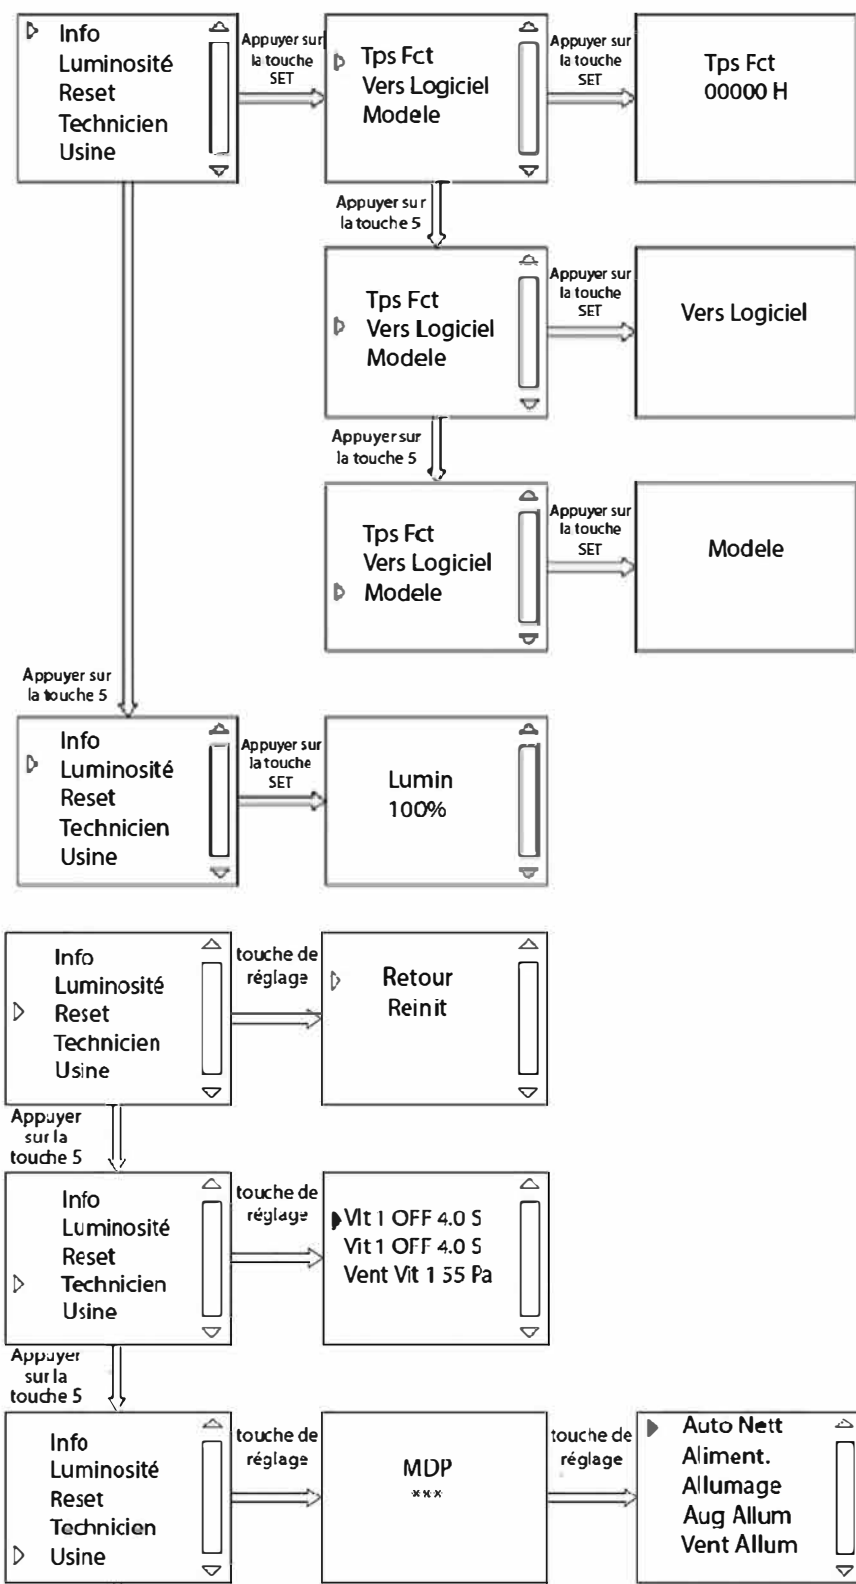 Info
Luminosité
Reset
Technicien
Usine
Appuyer sur
la touche
SET
Tps Fct
Vers Logiciel
Modele
Appuyer sur
la touche
SET
Tps Fct
00000 H
Appuyer sur
la touche 5
Tps Fct
Vers Logiciel
Modele
Appuyer sur
la touche
SET
Vers Logiciel
Appuyer sur
la touche 5
Tps Fct
Vers Logiciel
Modele
Appuyer sur
la touche
SET
Modele
Appuyer sur
la touche 5
Info
Luminosité
Reset
Technicien
Usine
Appuyer sur
la touche
SET
Lumin
100%
Info
Luminosité
Reset
Technicien
Usine
touche de
réglage
Retour
Reinit
Appuyer
sur la
touche 5
Info
Luminosité
Reset
Technicien
Usine
touche de
réglage
Vit 1 OFF 4.0 S
Vit 1 OFF 4.0 S
Vent Vit 1 55 Pa
Appuyer
sur la
touche 5
Info
Luminosité
Reset
Technicien
Usine
touche de
réglage
MDP
***
touche de
réglage
Auto Nett
Aliment.
Allumage
Aug Allum
Vent Allum